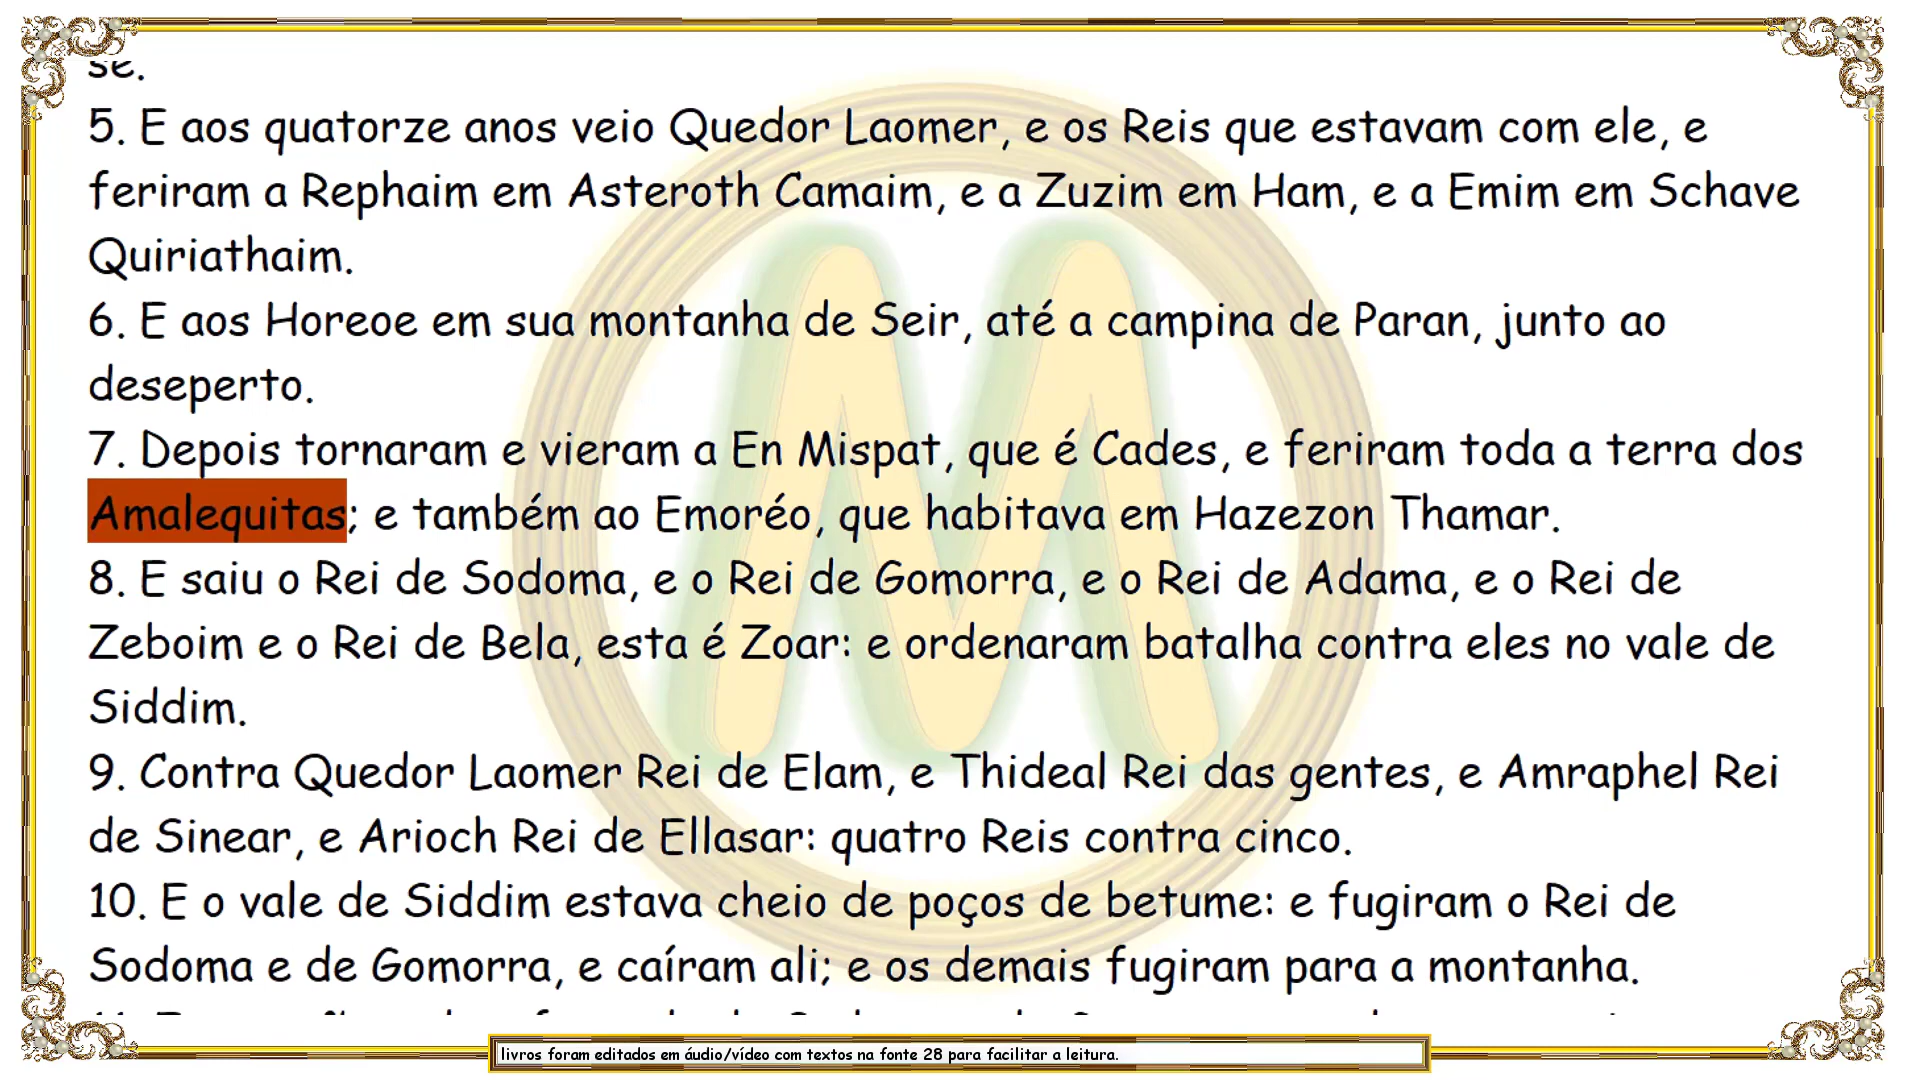 se.
5. E aos quatorze anos veio Quedor Laomer, e os Reis que estavam com ele, e
feriram a Rephaim em Asteroth Camaim, e a Zuzim em Ham, e a Emim em Schave
Quiriathaim.
6. E aos Horeoe em sua montanha de Seir, até a campina de Paran, junto ao
deseperto.
7. Depois tornaram e vieram a En Mispat, que é Cades, e feriram toda a terra dos
Amalequitas; e também ao Emoréo, que habitava em Hazezon Thamar.
8. E saiu o Rei de Sodoma, e o Rei de Gomorra, e o Rei de Adama, e o Rei de
Zeboim e o Rei de Bela, esta é Zoar: e ordenaram batalha contra eles no vale de
Siddim.
9. Contra Quedor Laomer Rei de Elam, e Thideal Rei das gentes, e Amraphel Rei
de Sinear, e Arioch Rei de Ellasar: quatro Reis contra cinco.
10. E o vale de Siddim estava cheio de poços de betume: e fugiram o Rei de
Sodoma e de Gomorra, e caíram ali; e os demais fugiram para a montanha.
livros foram editados em áudio/vídeo com textos na fonte 28 para facilitar a leitura.